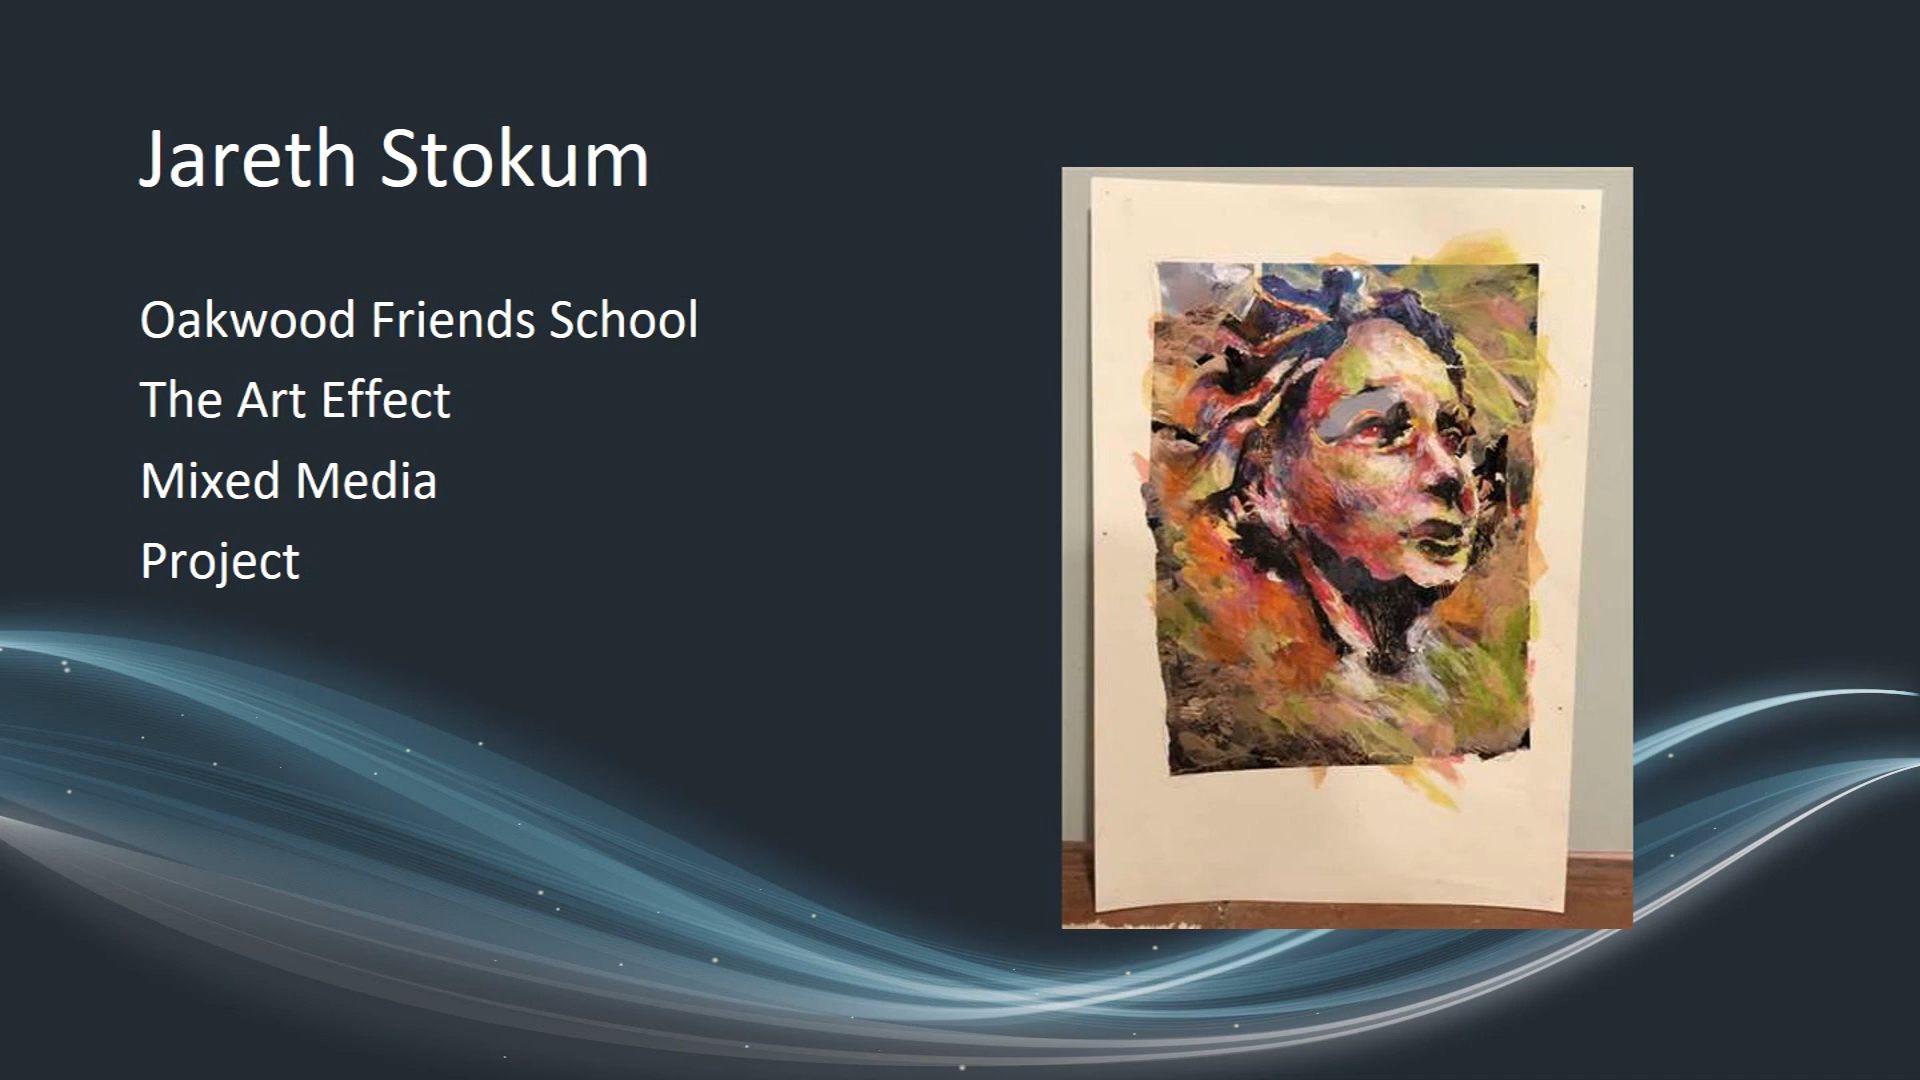 Jareth Stokum
Oakwood Friends School
The Art Effect
Mixed Media
Project